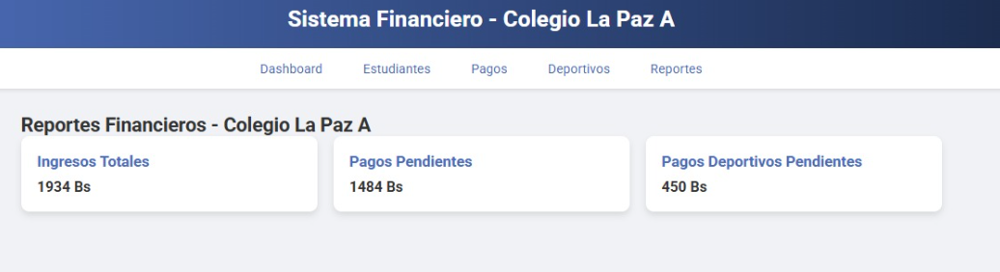 Sistema Financiero - Colegio La Paz A
Dashboard Estudiantes Pagos Deportivos Reportes
Reportes Financieros - Colegio La Paz A
Ingresos Totales
1934 Bs
Pagos Pendientes
1484 Bs
Pagos Deportivos Pendientes
450 Bs